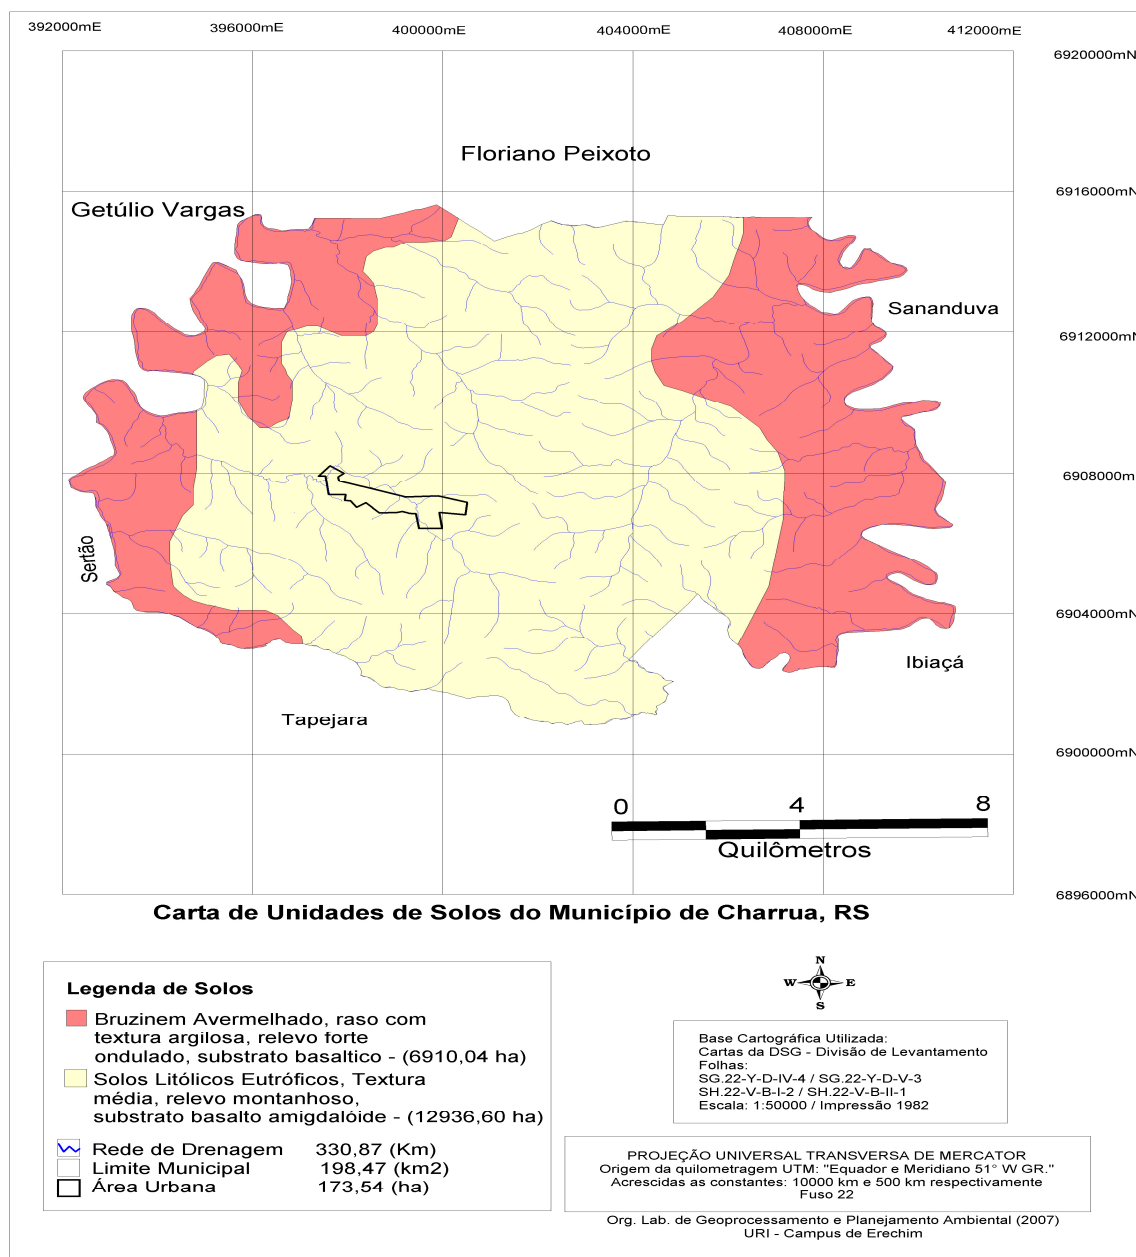 392000mE 396000mE 400000mE 404000mE 408000mE 412000mE
6920000mN
Floriano Peixoto
6916000mN
Getúlio Vargas
Sananduva
6912000mN
6908000mN
Sertão
6904000mN
Ibiaçá
Tapejara
6900000mN
0 4 8
Quilômetros
6896000mN
Carta de Unidades de Solos do Município de Charrua, RS
Legenda de Solos
Bruzinem Avermelhado, raso com
textura argilosa, relevo forte
ondulado, substrato basaltico - (6910,04 ha)
Solos Litólicos Eutróficos, Textura
média, relevo montanhoso,
substrato basalto amigdalóide - (12936,60 ha)
Rede de Drenagem 330,87 (Km)
Limite Municipal 198,47 (km2)
Área Urbana 173,54 (ha)
N
W E
S
Base Cartográfica Utilizada:
Cartas da DSG - Divisão de Levantamento
Folhas:
SG.22-Y-D-IV-4 / SG.22-Y-D-V-3
SH.22-V-B-I-2 / SH.22-V-B-II-1
Escala: 1:50000 / Impressão 1982
PROJEÇÃO UNIVERSAL TRANSVERSA DE MERCATOR
Origem da quilometragem UTM: "Equador e Meridiano 51° W GR."
Acrescidas as constantes: 10000 km e 500 km respectivamente
Fuso 22
Org. Lab. de Geoprocessamento e Planejamento Ambiental (2007)
URI - Campus de Erechim